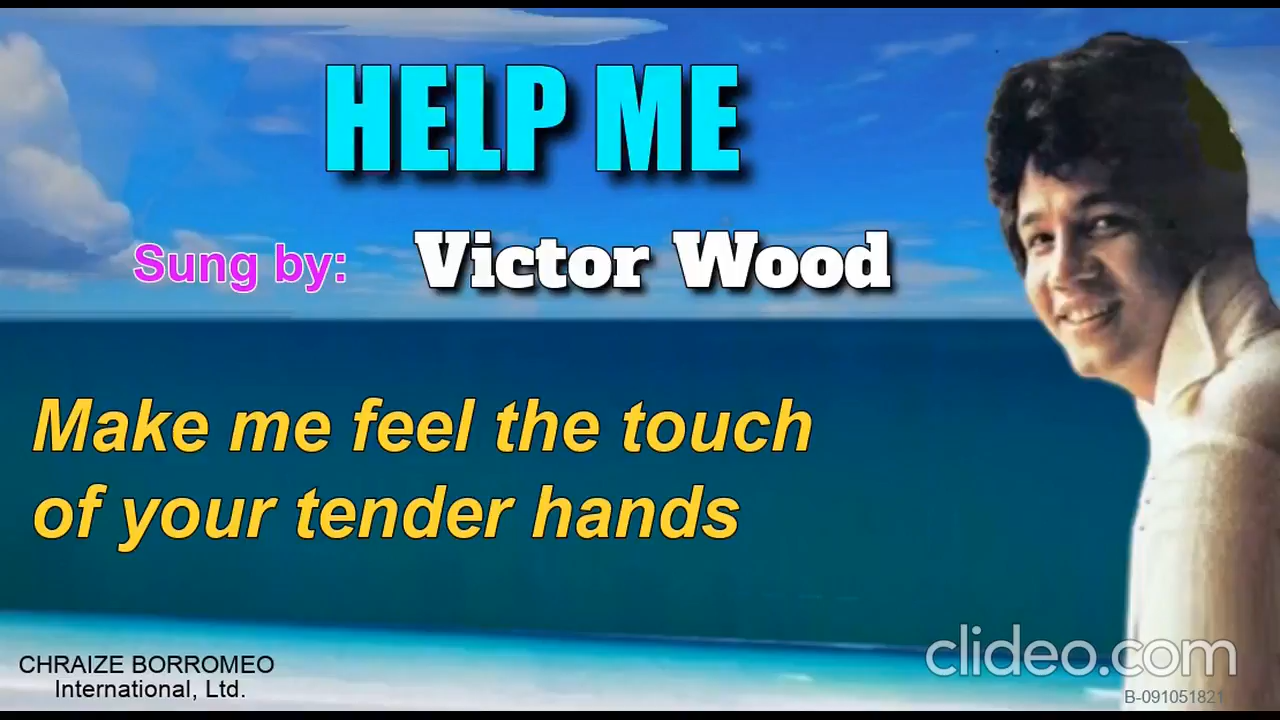 HELP ME
Sung by: Victor Wood
Make me feel the touch
of your tender hands
CHRAIZE BORROMEO
International, Ltd.
clideo.com
B-091051821